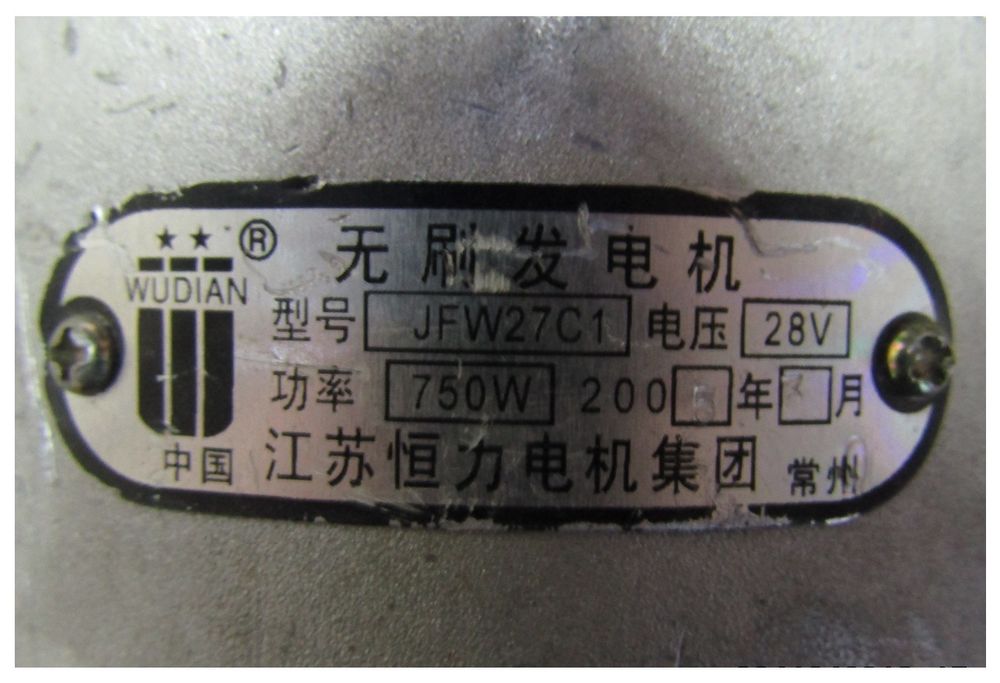 ★★ ® 无刷发电机
WUDIAN
型号 JFW27C1 电压 28V
功率 750W 200 年 月
中国 江苏恒力电机集团 常州